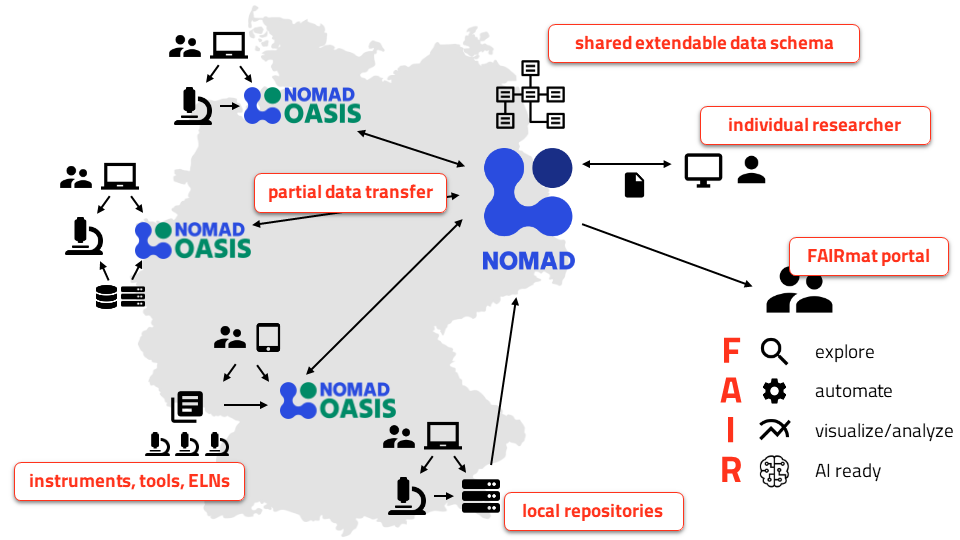 shared extendable data schema
NOMAD
OASIS
individual researcher
partial data transfer
NOMAD
OASIS
NOMAD
FAIRmat portal
F explore
A automate
I visualize/analyze
R AI ready
NOMAD
OASIS
instruments, tools, ELNs
local repositories